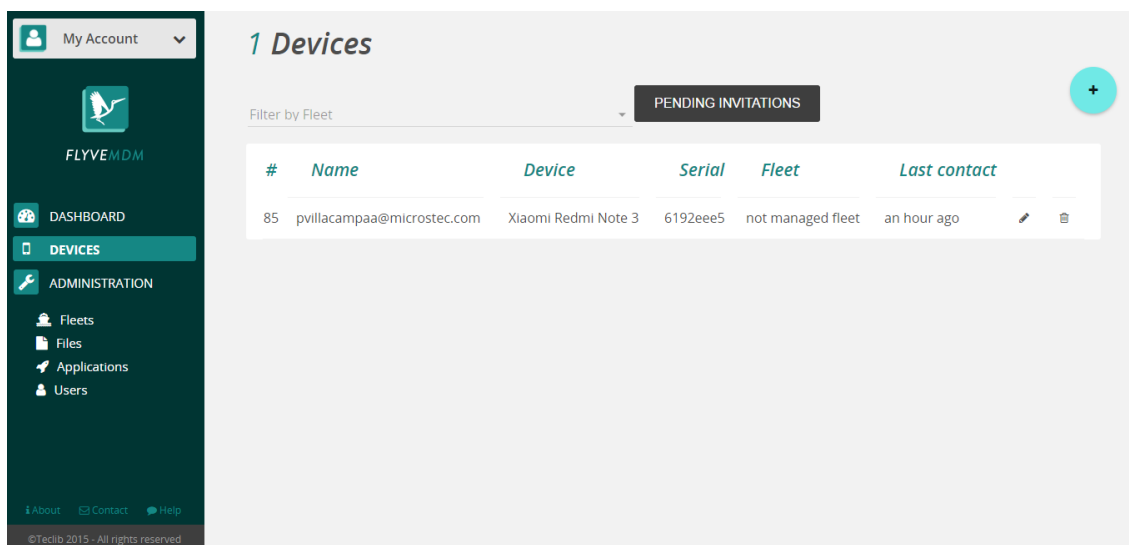 My Account
FLYVEMDM
DASHBOARD
DEVICES
ADMINISTRATION
Fleets
Files
Applications
Users
About Contact Help
©Teclib 2015 - All rights reserved
1 Devices
Filter by Fleet
PENDING INVITATIONS
+
# Name Device Serial Fleet Last contact
85 pvillacampaa@microstec.com Xiaomi Redmi Note 3 6192eee5 not managed fleet an hour ago